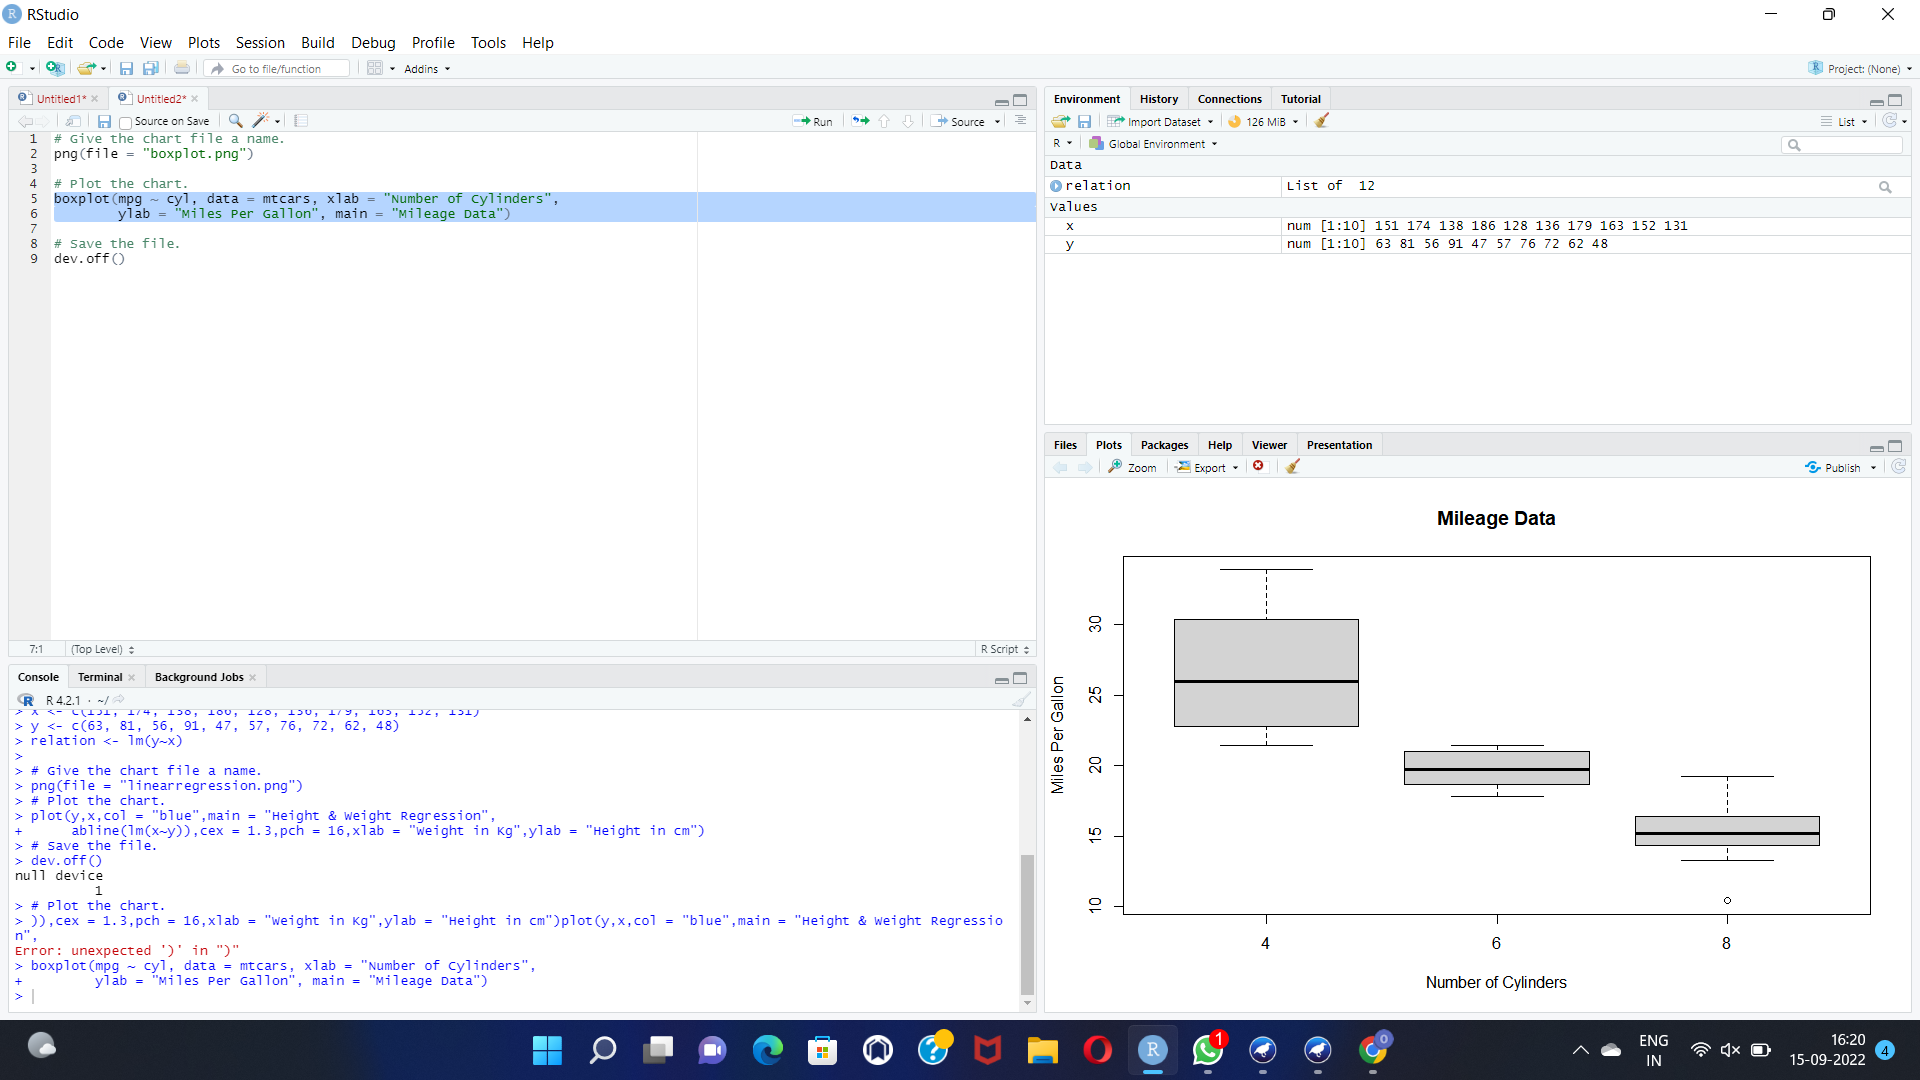 RStudio
File Edit Code View Plots Session Build Debug Profile Tools Help
Go to file/function Addins Project: (None)
Untitled1* Untitled2*
Source on Save Run Source
1 # Give the chart file a name.
2 png(file = "boxplot.png")
3
4 # Plot the chart.
5 boxplot(mpg ~ cyl, data = mtcars, xlab = "Number of Cylinders",
6 ylab = "Miles Per Gallon", main = "Mileage Data")
7
8 # Save the file.
9 dev.off()
7:1 (Top Level) R Script
Console Terminal Background Jobs
R 4.2.1 · ~/
> x <- c(151, 174, 138, 186, 128, 136, 179, 163, 152, 131)
> y <- c(63, 81, 56, 91, 47, 57, 76, 72, 62, 48)
> relation <- lm(y~x)
>
> # Give the chart file a name.
> png(file = "linearregression.png")
> # Plot the chart.
> plot(y,x,col = "blue",main = "Height & Weight Regression",
+ abline(lm(x~y)),cex = 1.3,pch = 16,xlab = "Weight in Kg",ylab = "Height in cm")
> # Save the file.
> dev.off()
null device
1
> # Plot the chart.
> )),cex = 1.3,pch = 16,xlab = "Weight in Kg",ylab = "Height in cm")plot(y,x,col = "blue",main = "Height & Weight Regressio
n",
Error: unexpected ')' in ")"
> boxplot(mpg ~ cyl, data = mtcars, xlab = "Number of Cylinders",
+ ylab = "Miles Per Gallon", main = "Mileage Data")
>
Environment History Connections Tutorial
Import Dataset 126 MiB List
R Global Environment
Data
relation List of 12
Values
x num [1:10] 151 174 138 186 128 136 179 163 152 131
y num [1:10] 63 81 56 91 47 57 76 72 62 48
Files Plots Packages Help Viewer Presentation
Zoom Export Publish
Mileage Data
Miles Per Gallon
30
25
20
15
10
4 6 8
Number of Cylinders
R 1 0
ENG
IN
16:20
15-09-2022
4